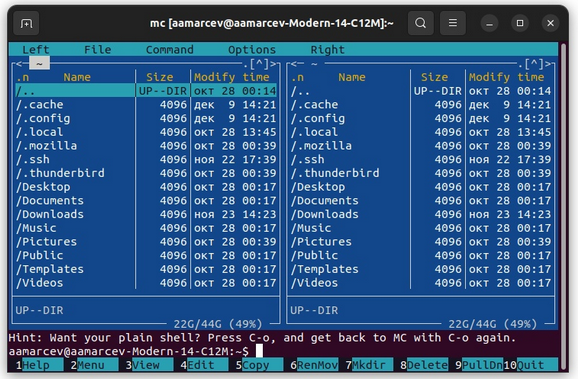 mc [aamarcev@aamarcev-Modern-14-C12M]:~
Left File Command Options Right
<- ~ .[^]> <- ~ .[^]>
.n Name Size Modify time .n Name Size Modify time
/.. UP--DIR окт 28 00:14 /.. UP--DIR окт 28 00:14
/.cache 4096 дек 9 14:21 /.cache 4096 дек 9 14:21
/.config 4096 дек 9 14:21 /.config 4096 дек 9 14:21
/.local 4096 окт 28 13:45 /.local 4096 окт 28 13:45
/.mozilla 4096 окт 28 00:39 /.mozilla 4096 окт 28 00:39
/.ssh 4096 ноя 22 17:39 /.ssh 4096 ноя 22 17:39
/.thunderbird 4096 окт 28 00:39 /.thunderbird 4096 окт 28 00:39
/Desktop 4096 окт 28 00:17 /Desktop 4096 окт 28 00:17
/Documents 4096 окт 28 00:17 /Documents 4096 окт 28 00:17
/Downloads 4096 ноя 23 14:23 /Downloads 4096 ноя 23 14:23
/Music 4096 окт 28 00:17 /Music 4096 окт 28 00:17
/Pictures 4096 окт 28 00:39 /Pictures 4096 окт 28 00:39
/Public 4096 окт 28 00:17 /Public 4096 окт 28 00:17
/Templates 4096 окт 28 00:17 /Templates 4096 окт 28 00:17
/Videos 4096 окт 28 00:17 /Videos 4096 окт 28 00:17
UP--DIR UP--DIR
22G/44G (49%) 22G/44G (49%)
Hint: Want your plain shell? Press C-o, and get back to MC with C-o again.
aamarcev@aamarcev-Modern-14-C12M:~$
1Help 2Menu 3View 4Edit 5Copy 6RenMov 7Mkdir 8Delete 9PullDn 10Quit